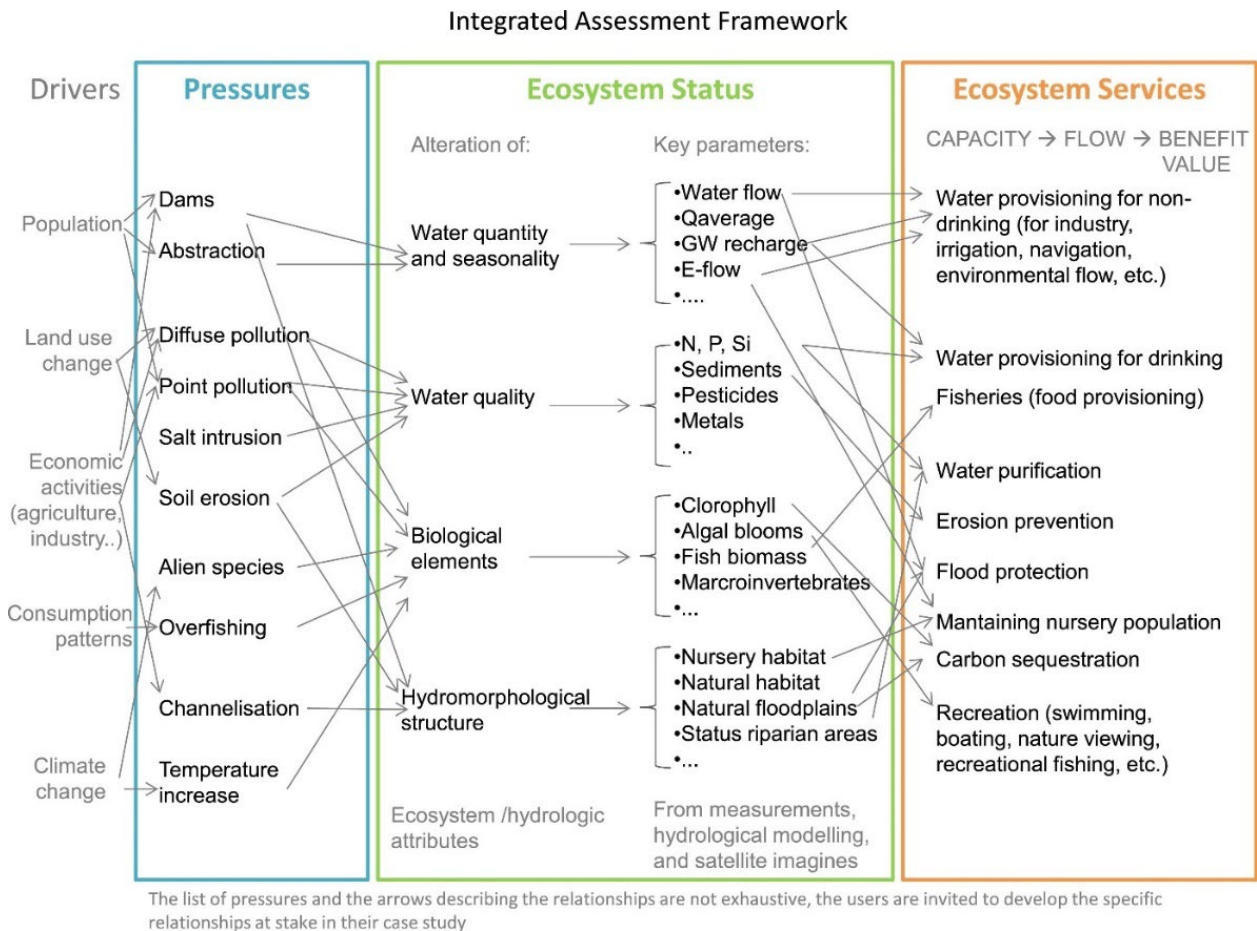 Integrated Assessment Framework
Drivers
Population
Land use
change
Economic
activities
(agriculture,
industry..)
Consumption
patterns
Climate
change
Pressures
Dams
Abstraction
Diffuse pollution
Point pollution
Salt intrusion
Soil erosion
Alien species
Overfishing
Channelisation
Temperature
increase
Ecosystem Status
Alteration of:
Water quantity
and seasonality
Water quality
Biological
elements
Hydromorphological
structure
Ecosystem /hydrologic
attributes
Key parameters:
•Water flow
•Qaverage
•GW recharge
•E-flow
•....
•N, P, Si
•Sediments
•Pesticides
•Metals
•..
•Clorophyll
•Algal blooms
•Fish biomass
•Marcroinvertebrates
•...
•Nursery habitat
•Natural habitat
•Natural floodplains
•Status riparian areas
•...
From measurements,
hydrological modelling,
and satellite imagines
Ecosystem Services
CAPACITY → FLOW → BENEFIT
VALUE
Water provisioning for non-
drinking (for industry,
irrigation, navigation,
environmental flow, etc.)
Water provisioning for drinking
Fisheries (food provisioning)
Water purification
Erosion prevention
Flood protection
Mantaining nursery population
Carbon sequestration
Recreation (swimming,
boating, nature viewing,
recreational fishing, etc.)
The list of pressures and the arrows describing the relationships are not exhaustive, the users are invited to develop the specific
relationships at stake in their case study